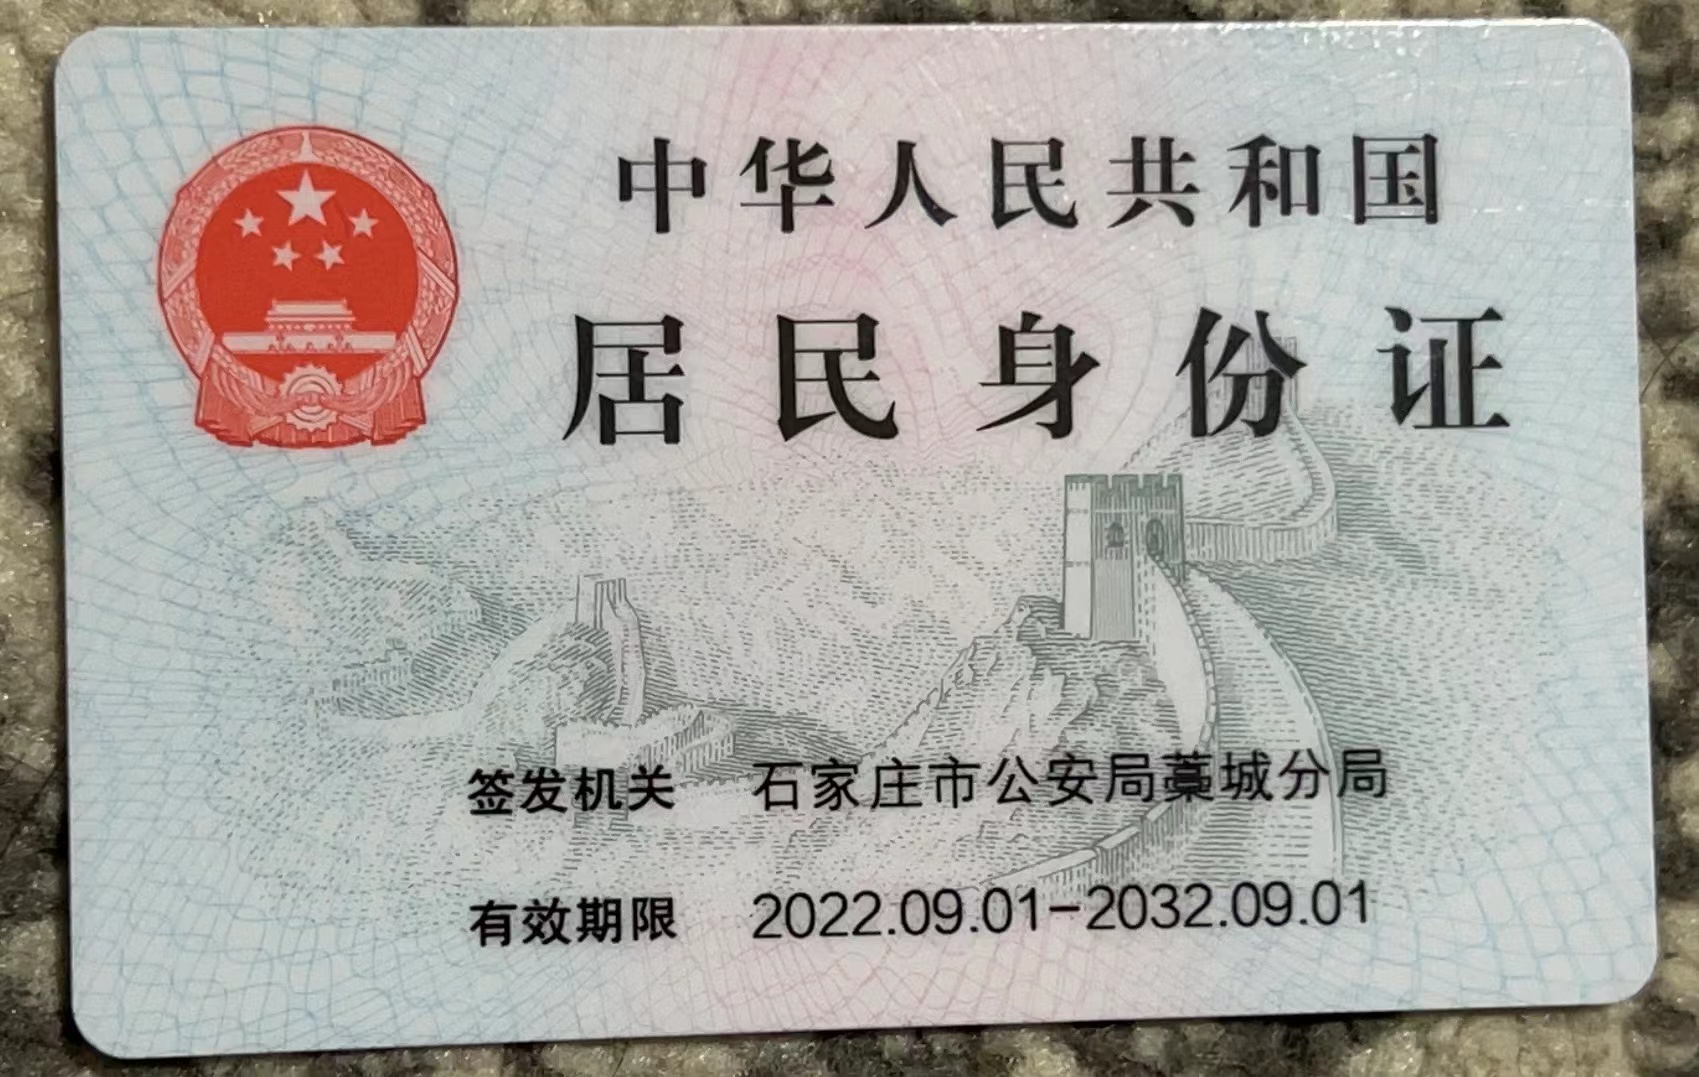 中华人民共和国
居民身份证
签发机关 石家庄市公安局藁城分局
有效期限 2022.09.01-2032.09.01